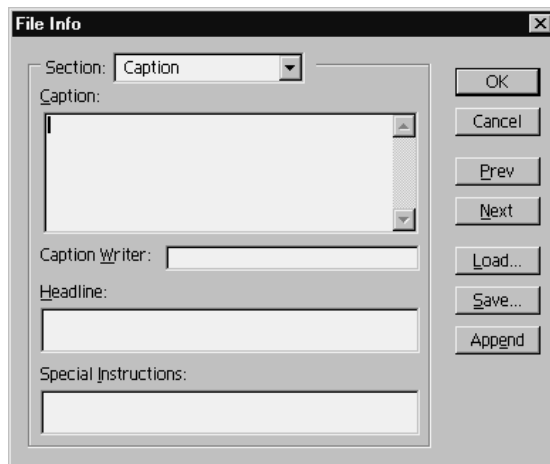 File Info
Section: Caption
Caption:
Caption Writer:
Headline:
Special Instructions:
OK
Cancel
Prev
Next
Load...
Save...
Append